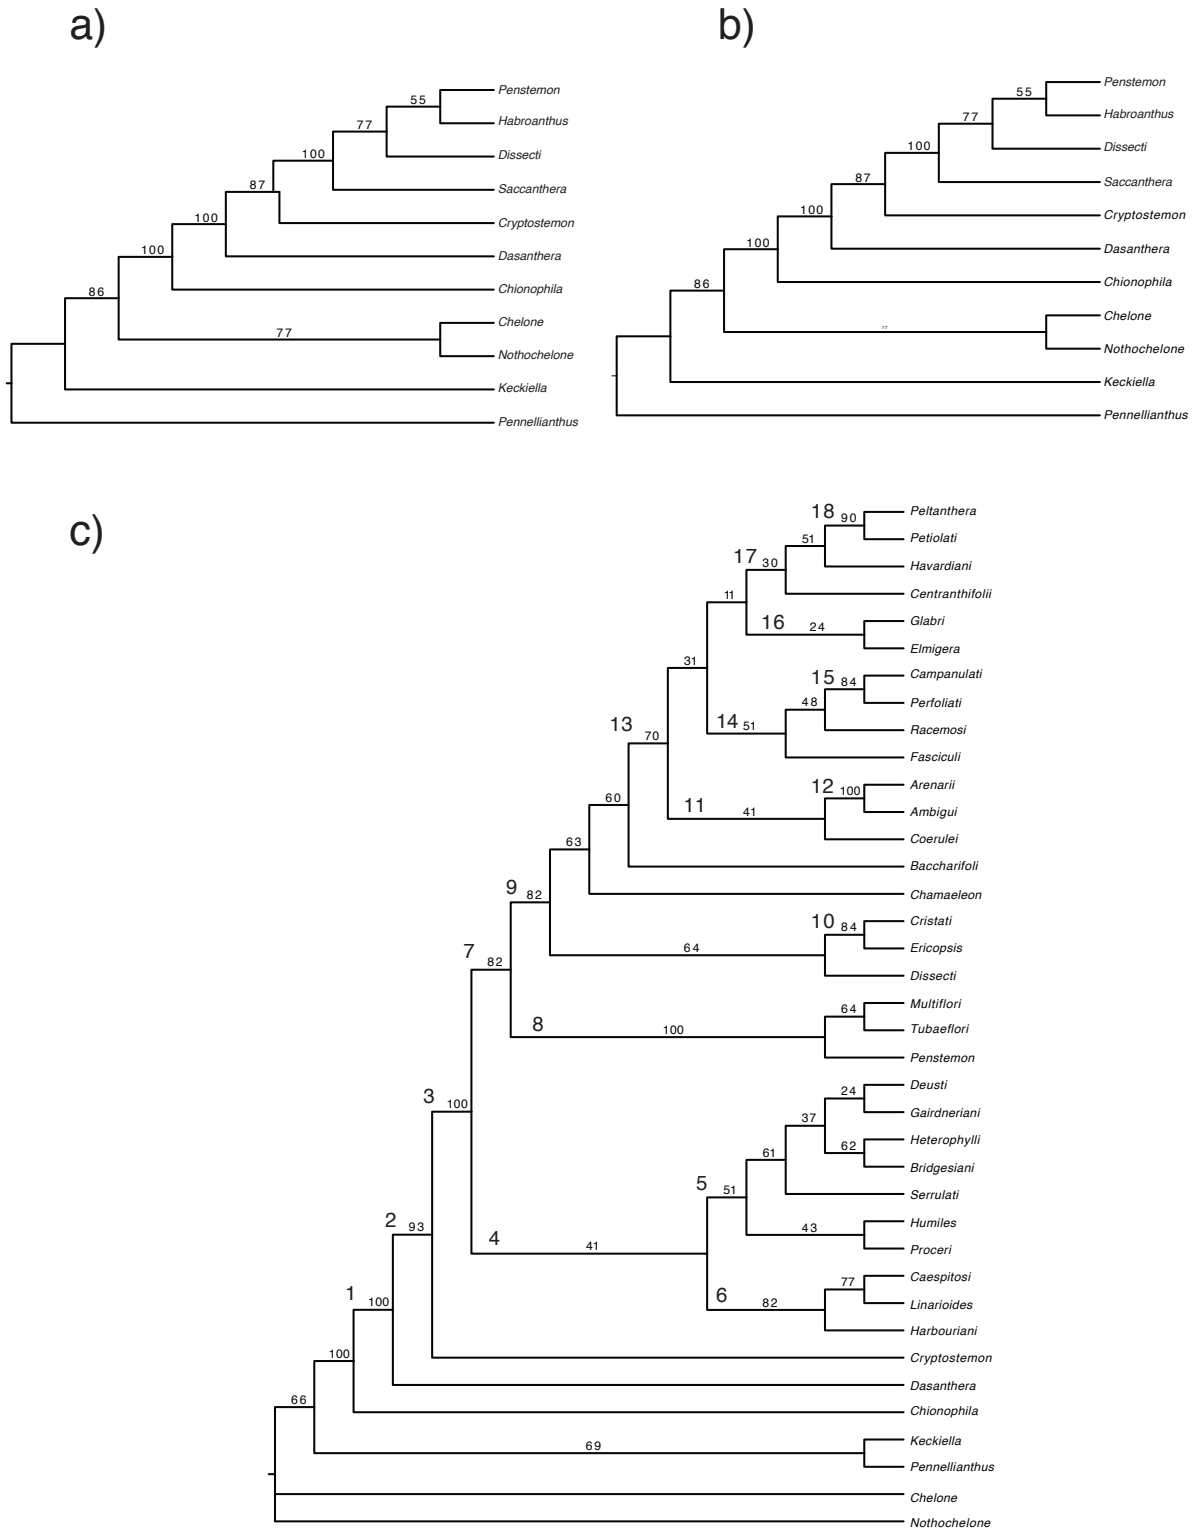 a)
b)
55
Penstemon
Habroanthus
77
Dissecti
100
Saccanthera
87
Cryptostemon
100
Dasanthera
100
Chionophila
86
Chelone
77
Nothochelone
Keckiella
Pennellianthus
55
Penstemon
Habroanthus
77
Dissecti
100
Saccanthera
87
Cryptostemon
100
Dasanthera
100
Chionophila
86
Chelone
77
Nothochelone
Keckiella
Pennellianthus
c)
18 90
Peltanthera
Petiolati
51
Havardiani
17 30
Centranthifolii
11
Glabri
16 24
Elmigera
31
Campanulati
15 84
Perfoliati
48
Racemosi
14 51
Fasciculi
13 70
Arenarii
12 100
Ambigui
11 41
Coerulei
60
Baccharifoli
63
Chamaeleon
9 82
Cristati
10 84
Ericopsis
64
Dissecti
7 82
Multiflori
64
Tubaeflori
8 100
Penstemon
3 100
Deusti
24
Gairdneriani
37
Heterophylli
62
Bridgesiani
61
Serrulati
5 51
Humiles
43
Proceri
4 41
Caespitosi
77
Linarioides
6 82
Harbouriani
2 93
Cryptostemon
1 100
Dasanthera
100
Chionophila
66
Keckiella
69
Pennellianthus
Chelone
Nothochelone